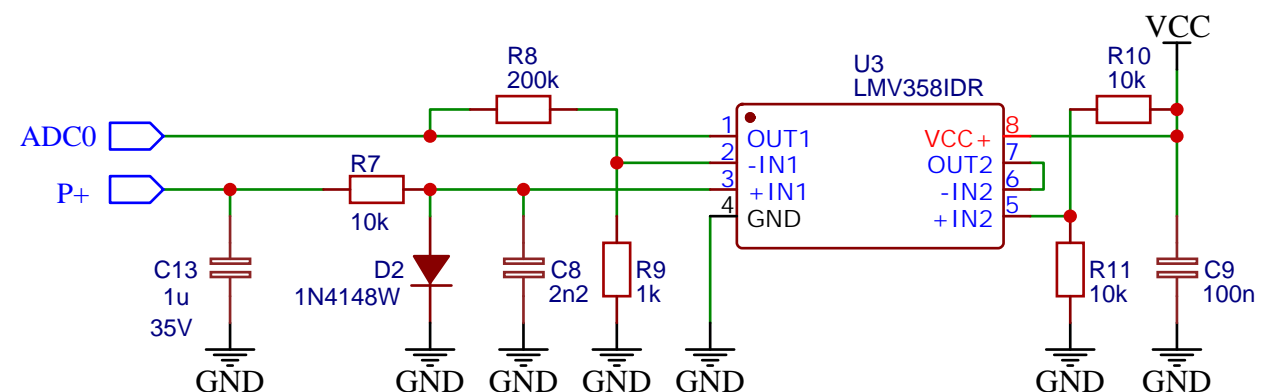 VCC
R8
200k
U3
LMV358IDR
R10
10k
ADC0
1
OUT1
VCC+
8
2
-IN1
OUT2
7
P+
R7
10k
3
+IN1
-IN2
6
4
GND
+IN2
5
C13
1u
35V
D2
1N4148W
C8
2n2
R9
1k
R11
10k
C9
100n
GND
GND
GND
GND
GND
GND
GND